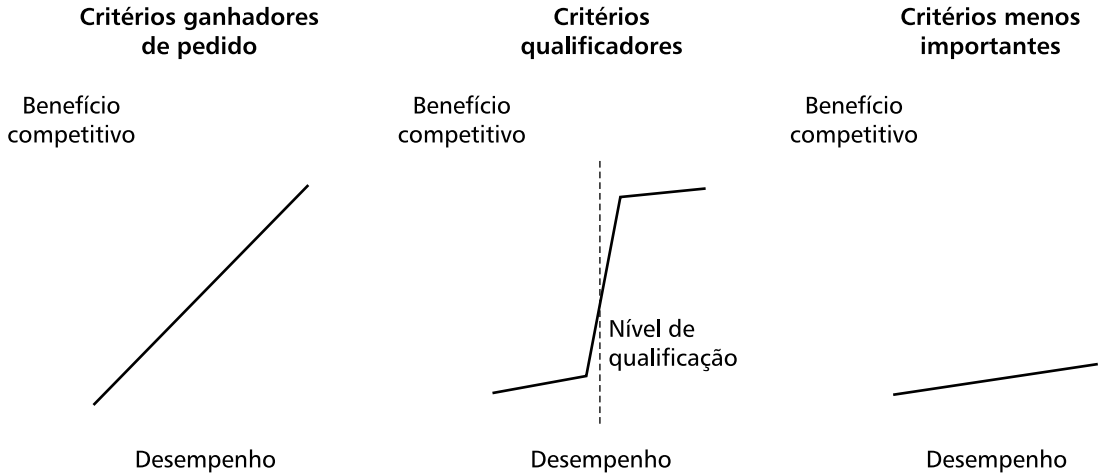 Critérios ganhadores
de pedido
Benefício
competitivo
Desempenho
Critérios
qualificadores
Benefício
competitivo
Nível de
qualificação
Desempenho
Critérios menos
importantes
Benefício
competitivo
Desempenho